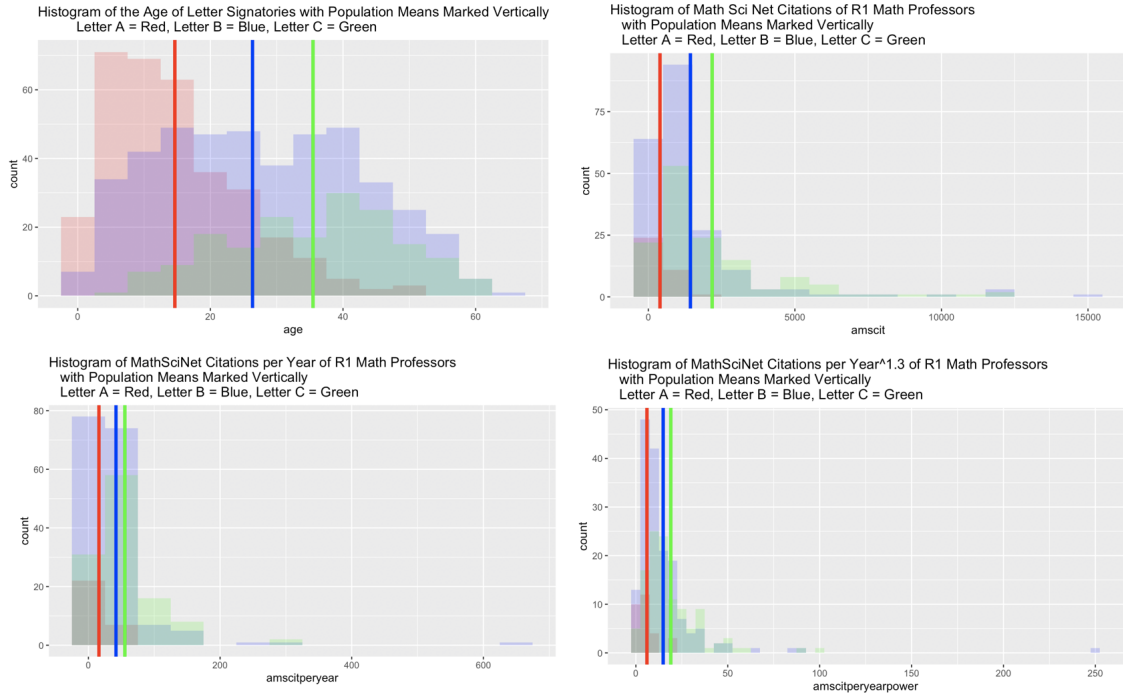 Histogram of the Age of Letter Signatories with Population Means Marked Vertically
Letter A = Red, Letter B = Blue, Letter C = Green
60
40
20
0
count
0 20 40 60
age
Histogram of Math Sci Net Citations of R1 Math Professors
with Population Means Marked Vertically
Letter A = Red, Letter B = Blue, Letter C = Green
75
50
25
0
count
0 5000 10000 15000
amscit
Histogram of MathSciNet Citations per Year of R1 Math Professors
with Population Means Marked Vertically
Letter A = Red, Letter B = Blue, Letter C = Green
80
60
40
20
0
count
0 200 400 600
amscitperyear
Histogram of MathSciNet Citations per Year^1.3 of R1 Math Professors
with Population Means Marked Vertically
Letter A = Red, Letter B = Blue, Letter C = Green
50
40
30
20
10
0
count
0 50 100 150 200 250
amscitperyearpower